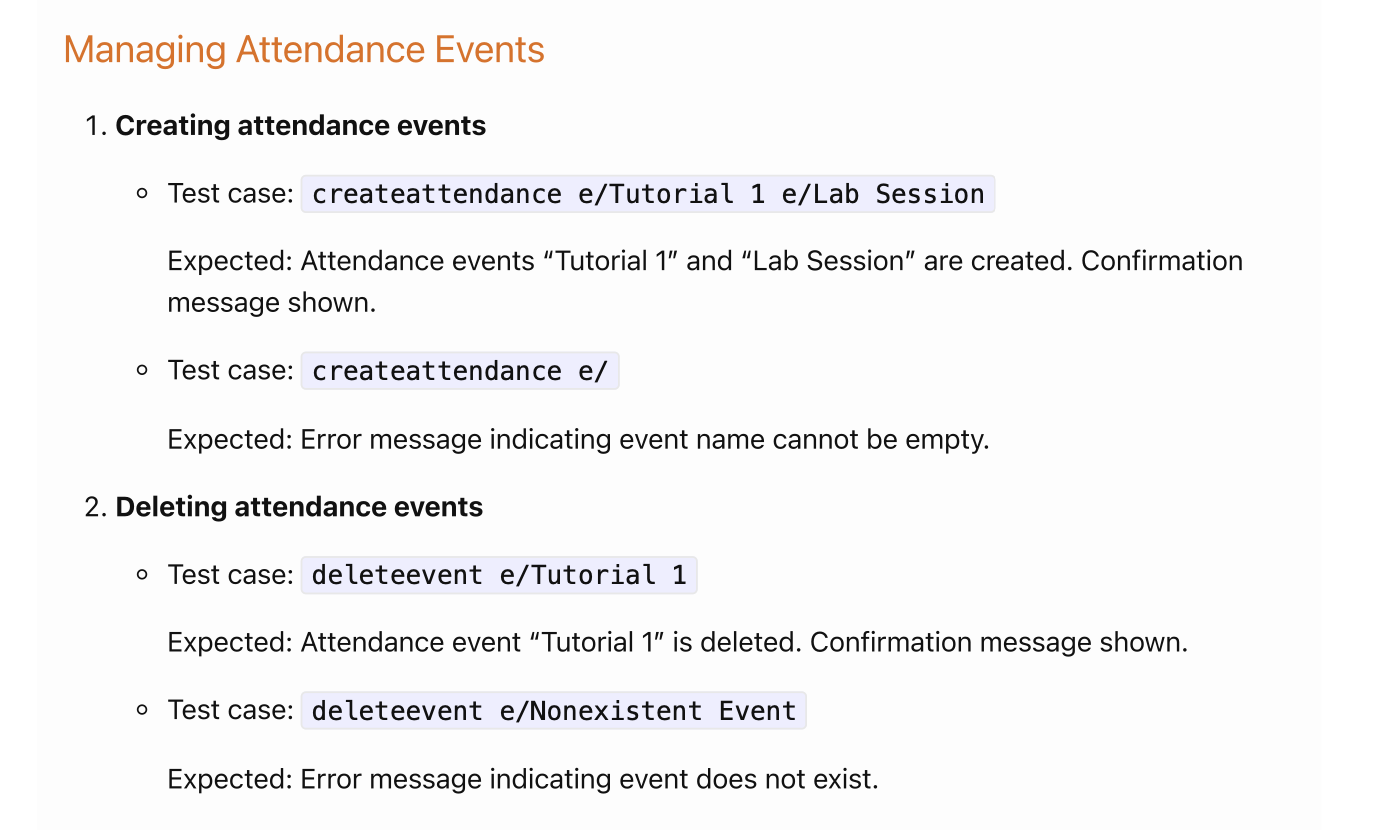 Managing Attendance Events
1. Creating attendance events
Test case: createattendance e/Tutorial 1 e/Lab Session
Expected: Attendance events “Tutorial 1” and “Lab Session” are created. Confirmation
message shown.
Test case: createattendance e/
Expected: Error message indicating event name cannot be empty.
2. Deleting attendance events
Test case: deleteevent e/Tutorial 1
Expected: Attendance event “Tutorial 1” is deleted. Confirmation message shown.
Test case: deleteevent e/Nonexistent Event
Expected: Error message indicating event does not exist.